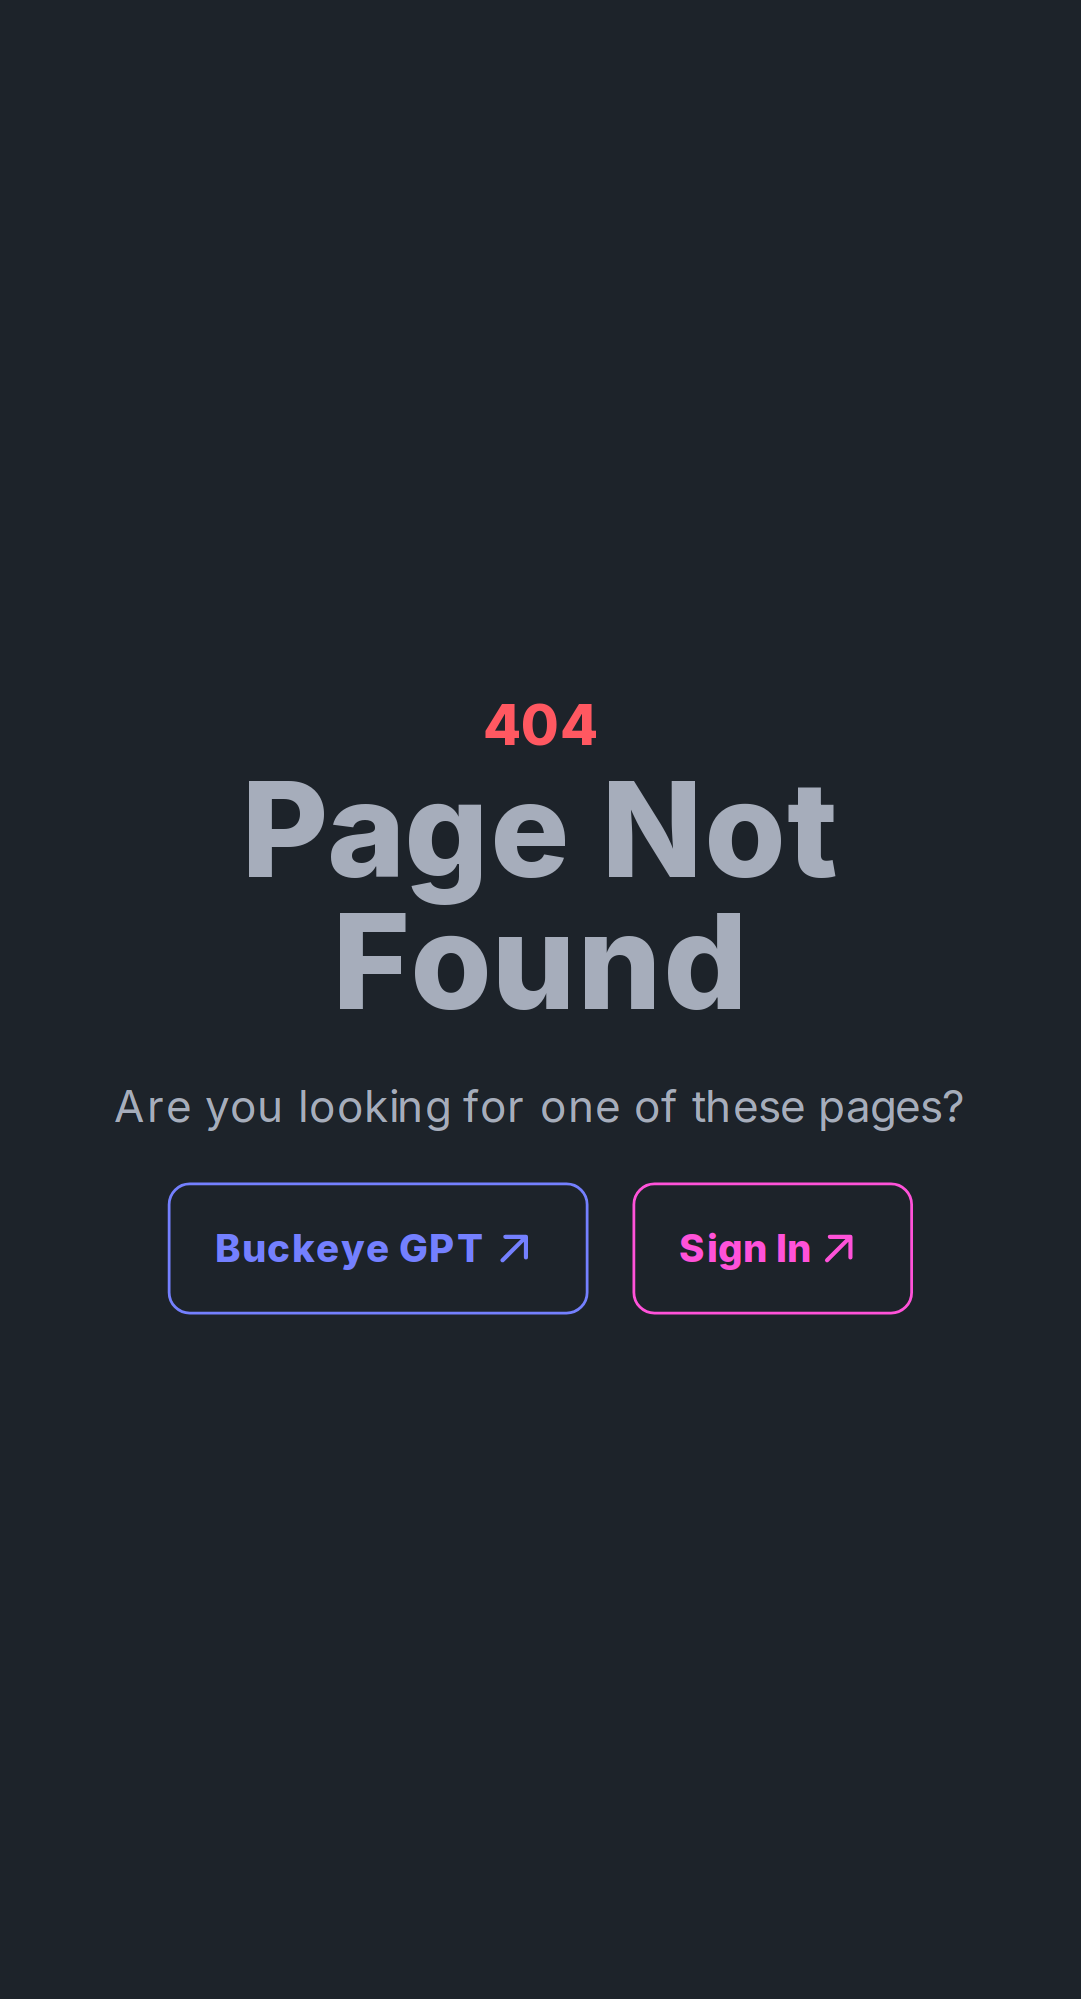 404
Page Not
Found
Are you looking for one of these pages?
Buckeye GPT
Sign In